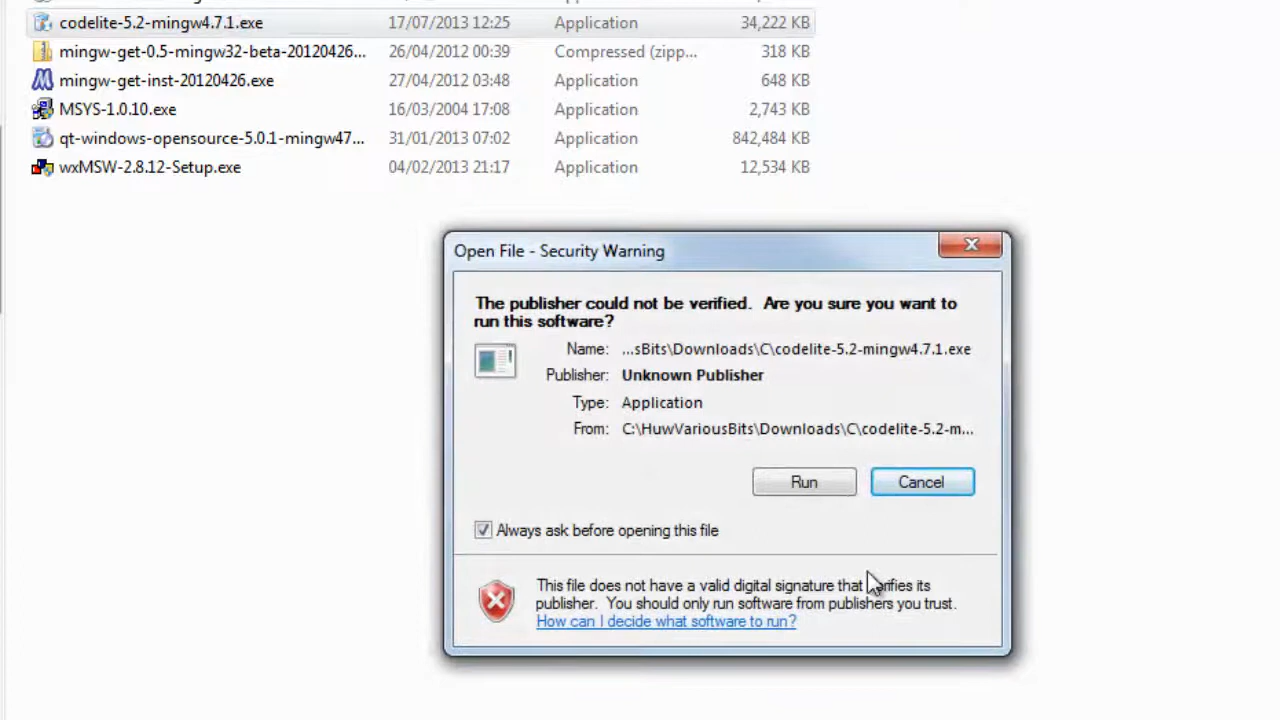 codelite-5.2-mingw4.7.1.exe 17/07/2013 12:25 Application 34,222 KB
mingw-get-0.5-mingw32-beta-20120426... 26/04/2012 00:39 Compressed (zipp... 318 KB
mingw-get-inst-20120426.exe 27/04/2012 03:48 Application 648 KB
MSYS-1.0.10.exe 16/03/2004 17:08 Application 2,743 KB
qt-windows-opensource-5.0.1-mingw47... 31/01/2013 07:02 Application 842,484 KB
wxMSW-2.8.12-Setup.exe 04/02/2013 21:17 Application 12,534 KB
Open File - Security Warning
The publisher could not be verified. Are you sure you want to
run this software?
Name: ...sBits\Downloads\C\codelite-5.2-mingw4.7.1.exe
Publisher: Unknown Publisher
Type: Application
From: C:\HuwVariousBits\Downloads\C\codelite-5.2-m...
Run Cancel
Always ask before opening this file
This file does not have a valid digital signature that verifies its
publisher. You should only run software from publishers you trust.
How can I decide what software to run?